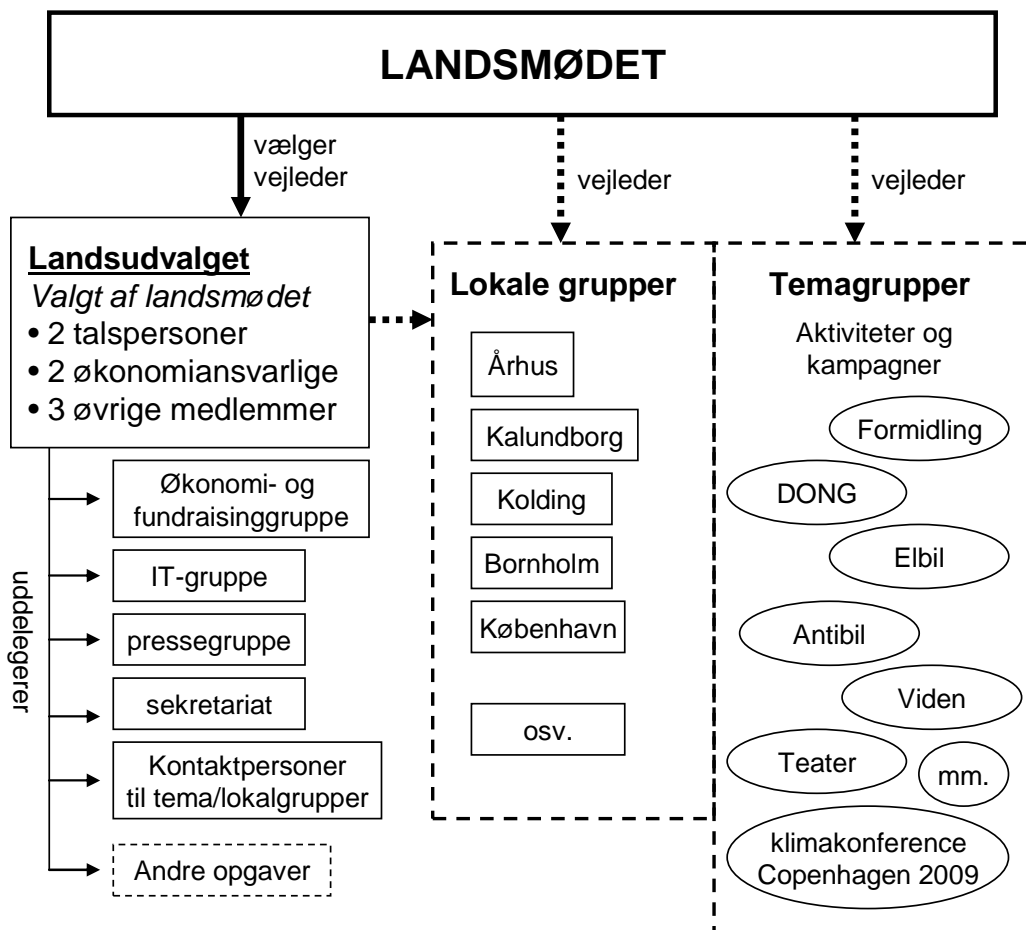 LANDSMØDET
vælger
vejleder
vejleder
vejleder
Landsudvalget
Valgt af landsmødet
• 2 talspersoner
• 2 økonomiansvarlige
• 3 øvrige medlemmer
uddelegerer
Økonomi- og
fundraisinggruppe
IT-gruppe
pressegruppe
sekretariat
Kontaktpersoner
til tema/lokalgrupper
Andre opgaver
Lokale grupper
Århus
Kalundborg
Kolding
Bornholm
København
osv.
Temagrupper
Aktiviteter og
kampagner
Formidling
DONG
Elbil
Antibil
Viden
Teater
mm.
klimakonference
Copenhagen 2009